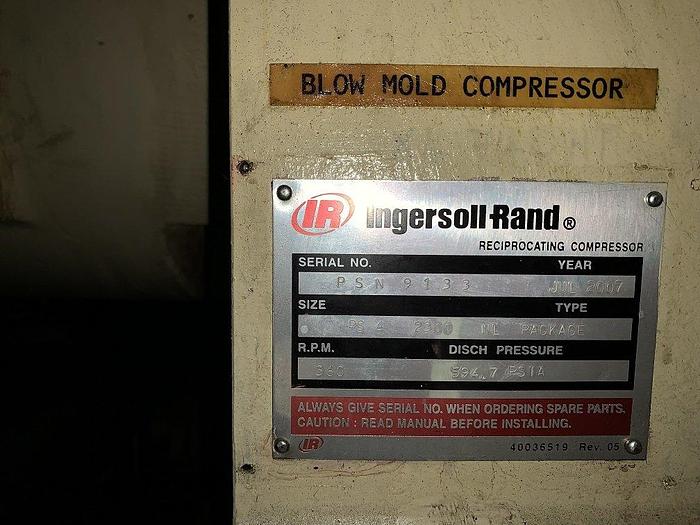 BLOW MOLD COMPRESSOR
IR Ingersoll-Rand®
RECIPROCATING COMPRESSOR
SERIAL NO. YEAR
PSN 9133 JUL 2007
SIZE TYPE
2300 NL PACKAGE
R.P.M. DISCH PRESSURE
360 594.7 PSIA
ALWAYS GIVE SERIAL NO. WHEN ORDERING SPARE PARTS.
CAUTION : READ MANUAL BEFORE INSTALLING.
IR 40036519 Rev. 05